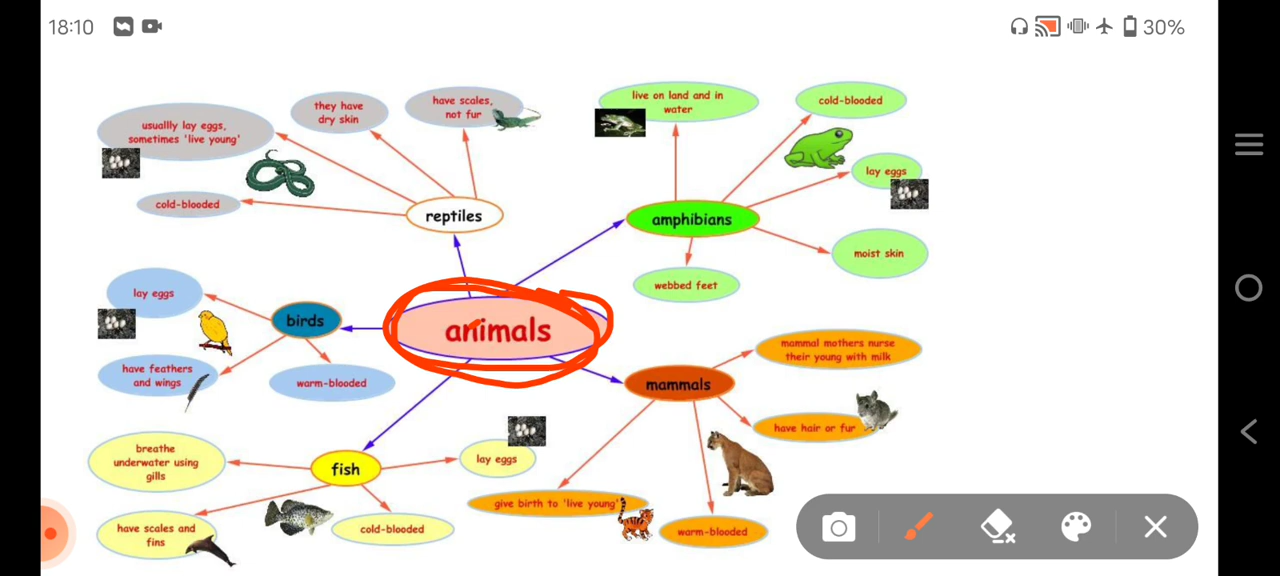 18:10
30%
usuallly lay eggs,
sometimes 'live young'
they have
dry skin
have scales,
not fur
cold-blooded
reptiles
live on land and in
water
cold-blooded
lay eggs
amphibians
moist skin
webbed feet
lay eggs
birds
have feathers
and wings
warm-blooded
animals
mammal mothers nurse
their young with milk
mammals
have hair or fur
give birth to 'live young'
warm-blooded
breathe
underwater using
gills
fish
lay eggs
have scales and
fins
cold-blooded